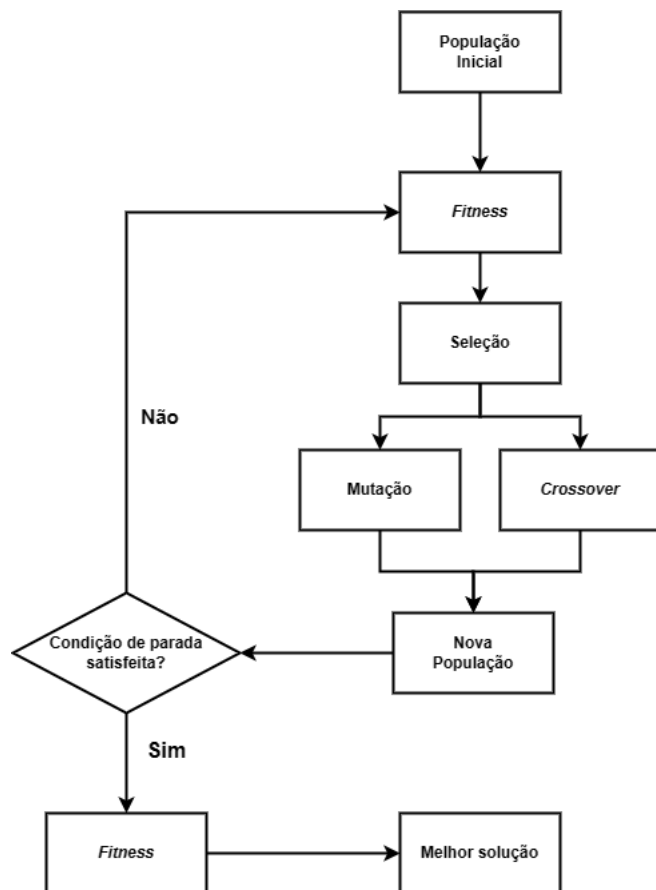 População
Inicial
Fitness
Seleção
Não
Mutação
Crossover
Condição de parada
satisfeita?
Nova
População
Sim
Fitness
Melhor solução